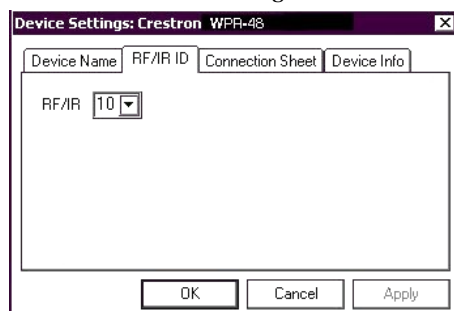 Device Settings: Crestron WPR-48
Device Name RF/IR ID Connection Sheet Device Info
RF/IR 10
OK Cancel Apply